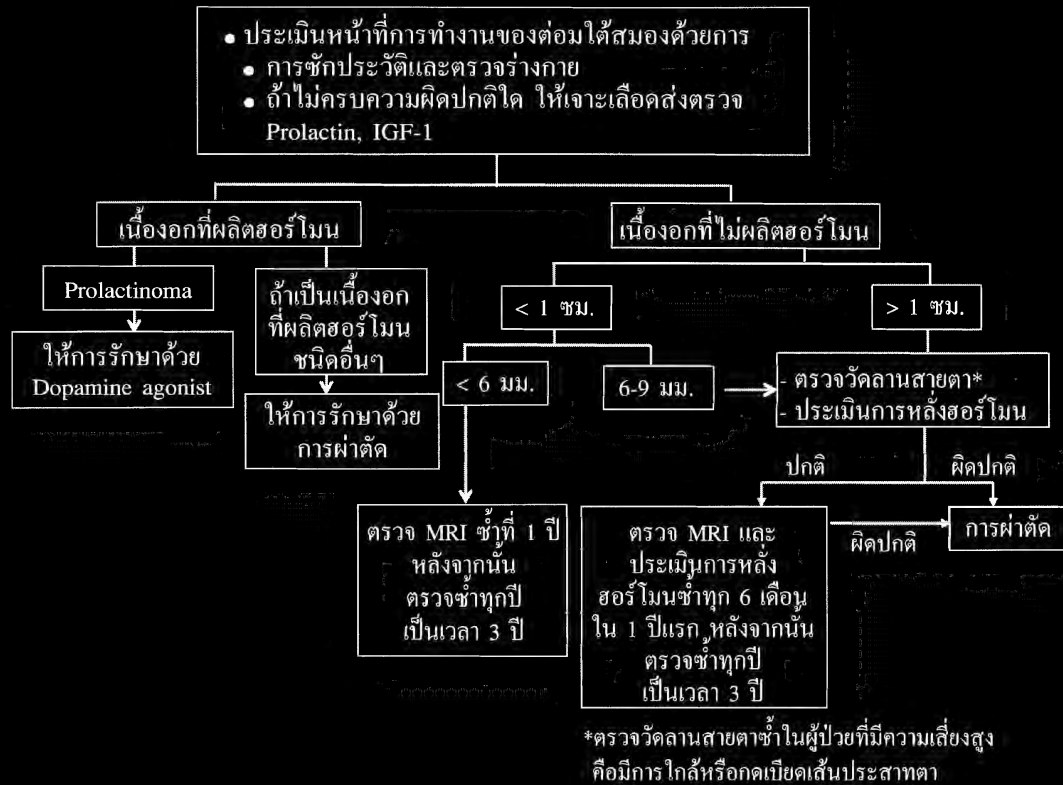 • ประเมินหน้าที่การทำงานของต่อมใต้สมองด้วยการ
• การซักประวัติและตรวจร่างกาย
• ถ้าไม่ครบความผิดปกติใด ให้เจาะเลือดส่งตรวจ
Prolactin, IGF-1
เนื้องอกที่ผลิตฮอร์โมน
เนื้องอกที่ไม่ผลิตฮอร์โมน
Prolactinoma
ให้การรักษาด้วย
Dopamine agonist
ถ้าเป็นเนื้องอก
ที่ผลิตฮอร์โมน
ชนิดอื่นๆ
ให้การรักษาด้วย
การผ่าตัด
< 1 ซม.
> 1 ซม.
< 6 มม.
6-9 มม.
- ตรวจวัดลานสายตา*
- ประเมินการหลั่งฮอร์โมน
ปกติ
ผิดปกติ
ตรวจ MRI ซ้ำที่ 1 ปี
หลังจากนั้น
ตรวจซ้ำทุกปี
เป็นเวลา 3 ปี
ตรวจ MRI และ
ประเมินการหลั่ง
ฮอร์โมนซ้ำทุก 6 เดือน
ใน 1 ปีแรก หลังจากนั้น
ตรวจซ้ำทุกปี
เป็นเวลา 3 ปี
ผิดปกติ
การผ่าตัด
*ตรวจวัดลานสายตาซ้ำในผู้ป่วยที่มีความเสี่ยงสูง
คือมีการใกล้หรือกดเบียดเส้นประสาทตา